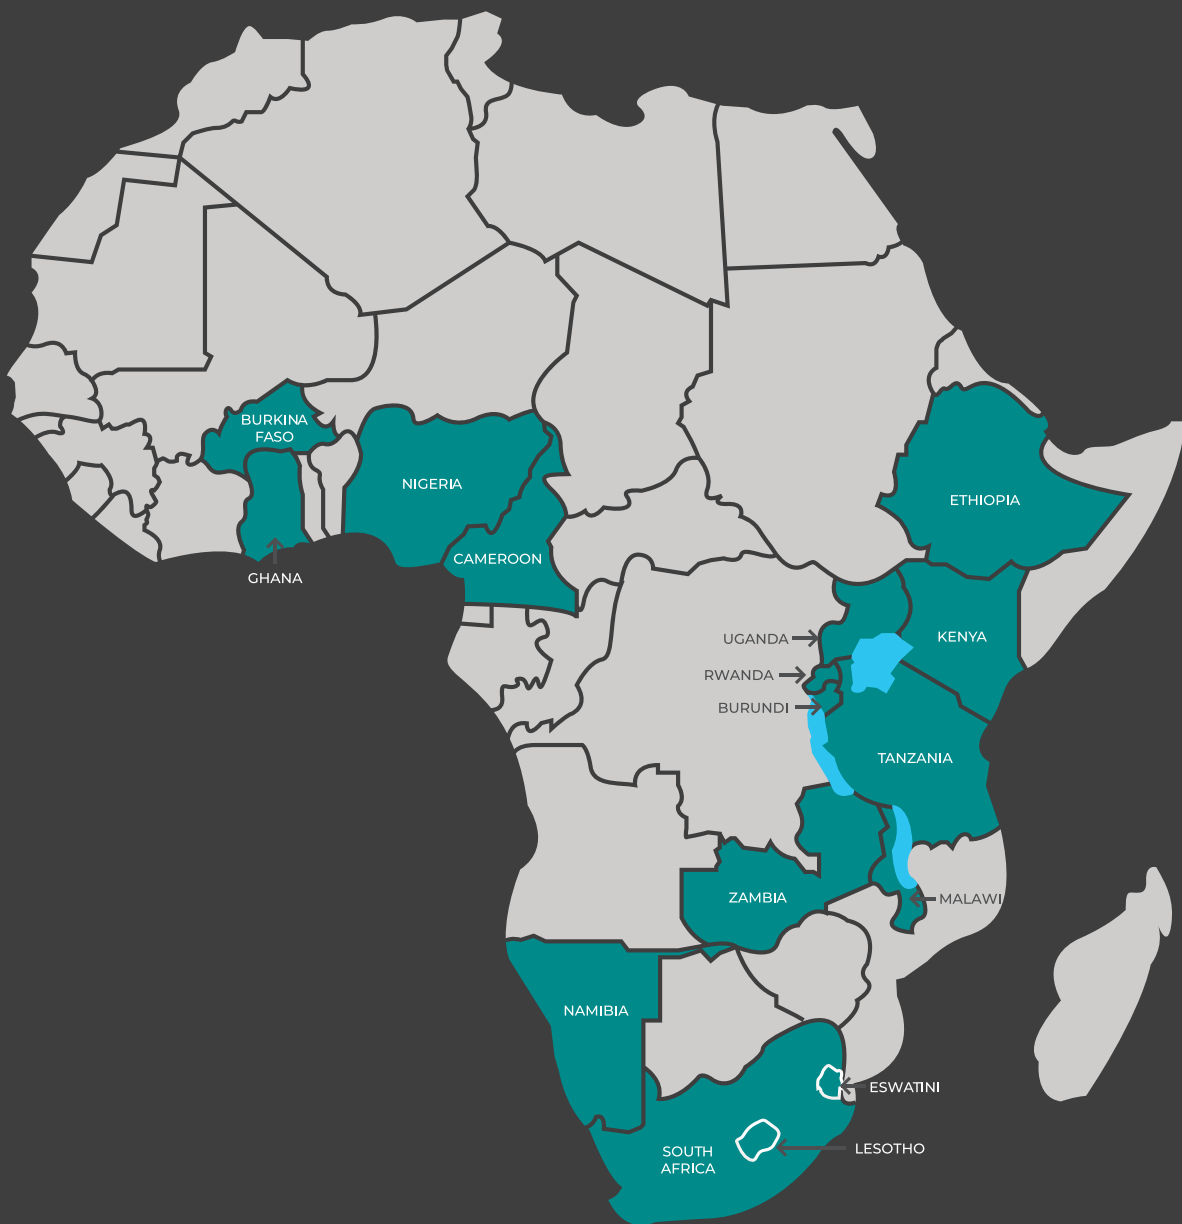 BURKINA
FASO
NIGERIA
ETHIOPIA
CAMEROON
GHANA
UGANDA
KENYA
RWANDA
BURUNDI
TANZANIA
ZAMBIA
MALAWI
NAMIBIA
ESWATINI
SOUTH
AFRICA
LESOTHO